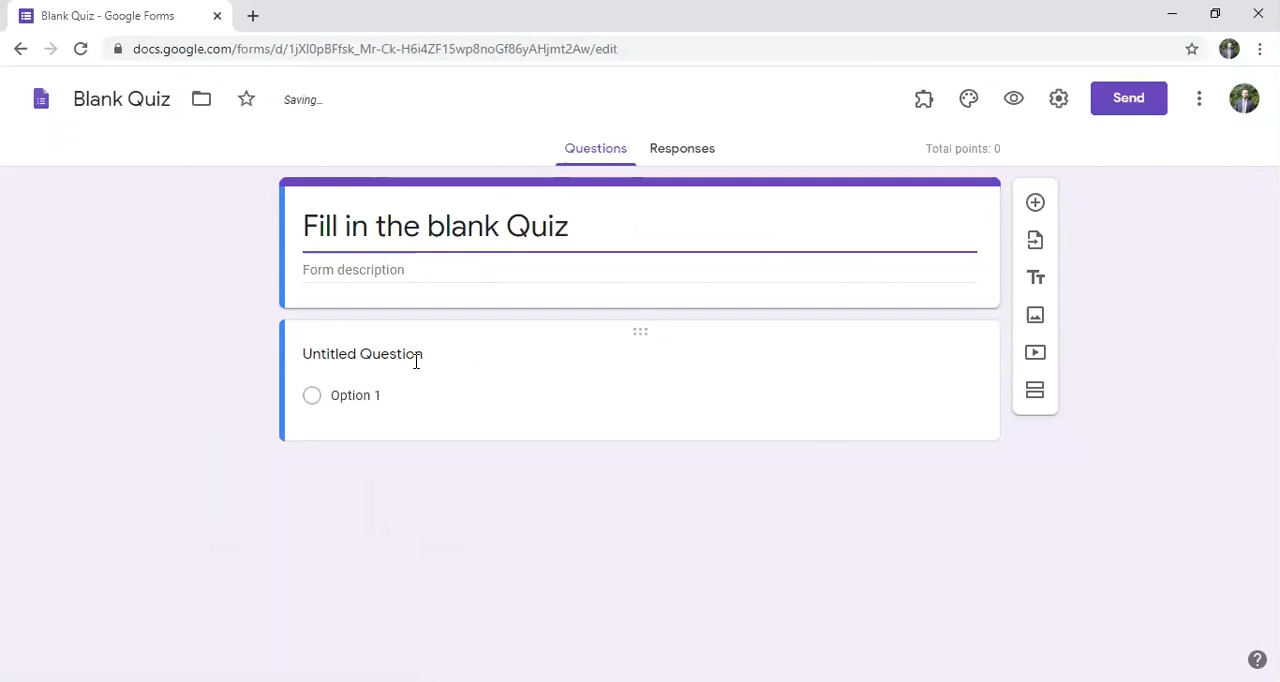 Blank Quiz - Google Forms
docs.google.com/forms/d/1jXI0pBFfsk_Mr-Ck-H6i4ZF15wp8noGf86yAHjmt2Aw/edit
Blank Quiz
Saving...
Send
Questions
Responses
Total points: 0
Fill in the blank Quiz
Form description
Untitled Question
Option 1